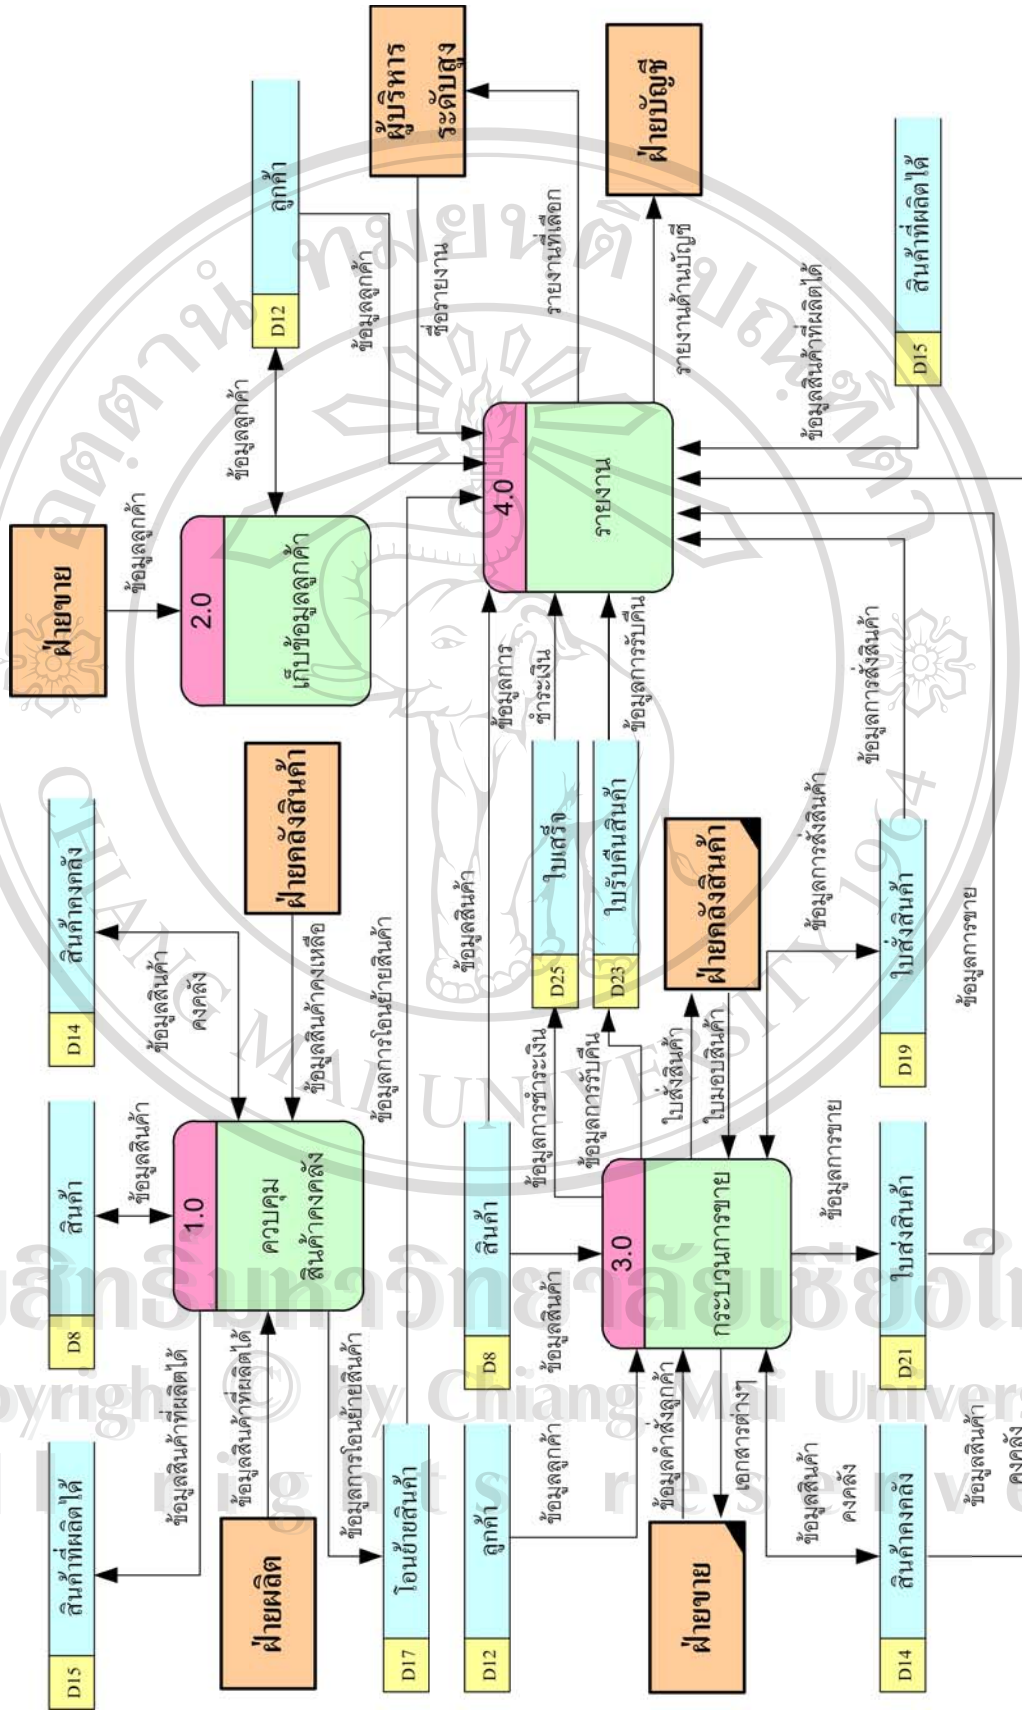 D15
สินค้าที่ผลิตได้
D8
สินค้า
D14
สินค้าคงคลัง
ฝ่ายขาย
ข้อมูลสินค้าที่ผลิตได้
ข้อมูลสินค้า
ข้อมูลสินค้า
คงคลัง
ข้อมูลลูกค้า
ฝ่ายผลิต
ข้อมูลสินค้าที่ผลิตได้
1.0
ควบคุม
สินค้าคงคลัง
ข้อมูลสินค้าคงเหลือ
ฝ่ายคลังสินค้า
2.0
เก็บข้อมูลลูกค้า
ข้อมูลลูกค้า
D12
ลูกค้า
ข้อมูลการโอนย้ายสินค้า
D17
โอนย้ายสินค้า
ข้อมูลการโอนย้ายสินค้า
ข้อมูลลูกค้า
ชื่อรายงาน
ผู้บริหาร
ระดับสูง
D12
ลูกค้า
D8
สินค้า
ข้อมูลสินค้า
ข้อมูลลูกค้า
ข้อมูลสินค้า
ข้อมูลการชำระเงิน
D25
ใบเสร็จ
ข้อมูลการ
ชำระเงิน
4.0
รายงาน
รายงานที่เลือก
ข้อมูลการรับคืน
D23
ใบรับคืนสินค้า
ข้อมูลการรับคืน
รายงานด้านบัญชี
ฝ่ายบัญชี
ฝ่ายขาย
ข้อมูลคำสั่งลูกค้า
เอกสารต่างๆ
3.0
กระบวนการขาย
ใบสั่งสินค้า
ใบมอบสินค้า
ฝ่ายคลังสินค้า
ข้อมูลสินค้า
คงคลัง
ข้อมูลการขาย
ข้อมูลการสั่งสินค้า
ข้อมูลการสั่งสินค้า
ข้อมูลสินค้าที่ผลิตได้
D14
สินค้าคงคลัง
D21
ใบส่งสินค้า
D19
ใบสั่งสินค้า
D15
สินค้าที่ผลิตได้
ข้อมูลสินค้า
คงคลัง
ข้อมูลการขาย
CHIANG MAI UNIVERSITY 1964